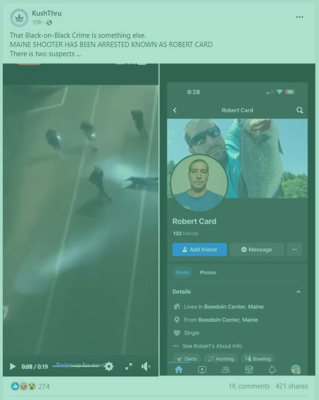 KushThru
10h
That Black-on-Black Crime is something else.
MAINE SHOOTER HAS BEEN ARRESTED KNOWN AS ROBERT CARD
There is two suspects ...
0:08 / 0:19
9:28
Robert Card
Robert Card
133 friends
Add friend
Message
Posts
Photos
Details
Lives in Bowdoin Center, Maine
From Bowdoin Center, Maine
Single
See Robert's About Info
Darts
Hunting
Bowling
274
1K comments
421 shares